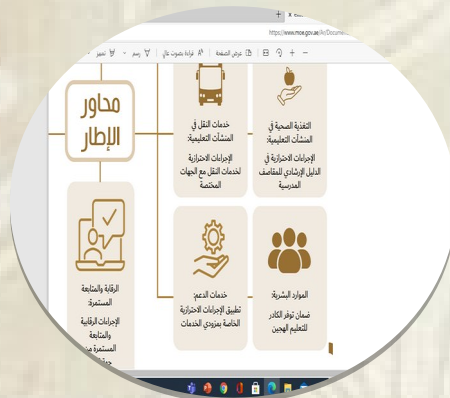 https://www.moe.gov.ae/Ar/Docume
عرض الصفحة
قراءة بصوت عالٍ
رسم
تمييز
محاور
الإطار
خدمات النقل في
المنشآت التعليمية:
الإجراءات الاحترازية
لخدمات النقل مع الجهات
المختصة
التغذية الصحية في
المنشآت التعليمية:
الإجراءات الاحترازية في
الدليل الإرشادي للمقاصف
المدرسية
الرقابة والمتابعة
المستمرة:
الإجراءات الرقابية
والمتابعة
المستمرة من
خدمات الدعم:
تطبيق الإجراءات الاحترازية
الخاصة بمزودي الخدمات
الموارد البشرية:
ضمان توفر الكادر
للتعليم الهجين